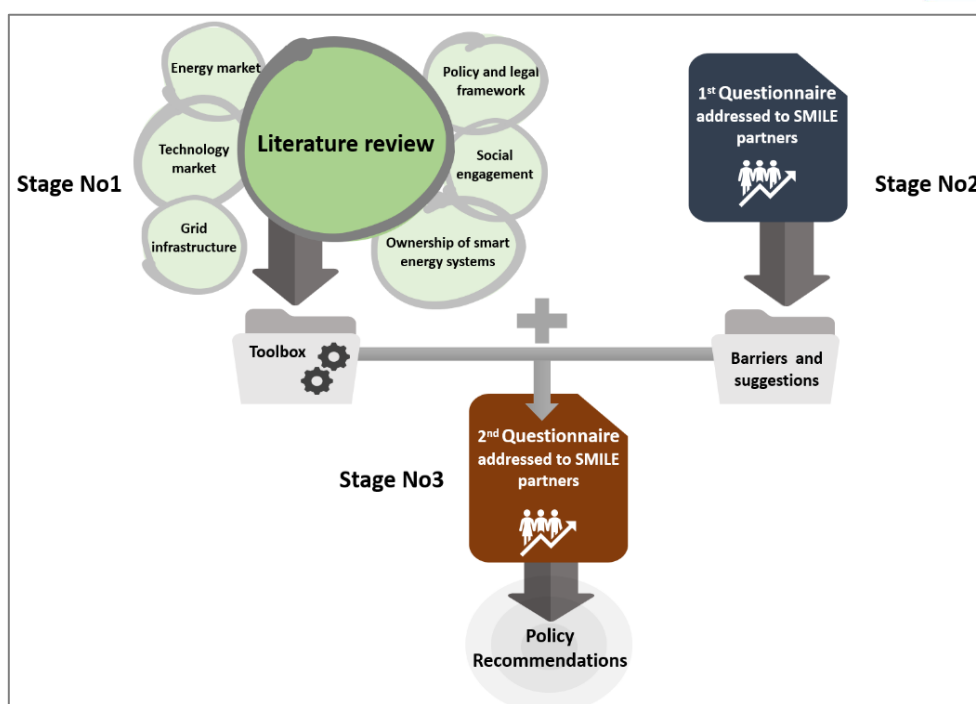 Energy market
Policy and legal
framework
1st Questionnaire
addressed to SMILE
partners
Literature review
Technology
market
Social
engagement
Stage No1
Stage No2
Grid
infrastructure
Ownership of smart
energy systems
Toolbox
Barriers and
suggestions
2nd Questionnaire
addressed to SMILE
partners
Stage No3
Policy
Recommendations